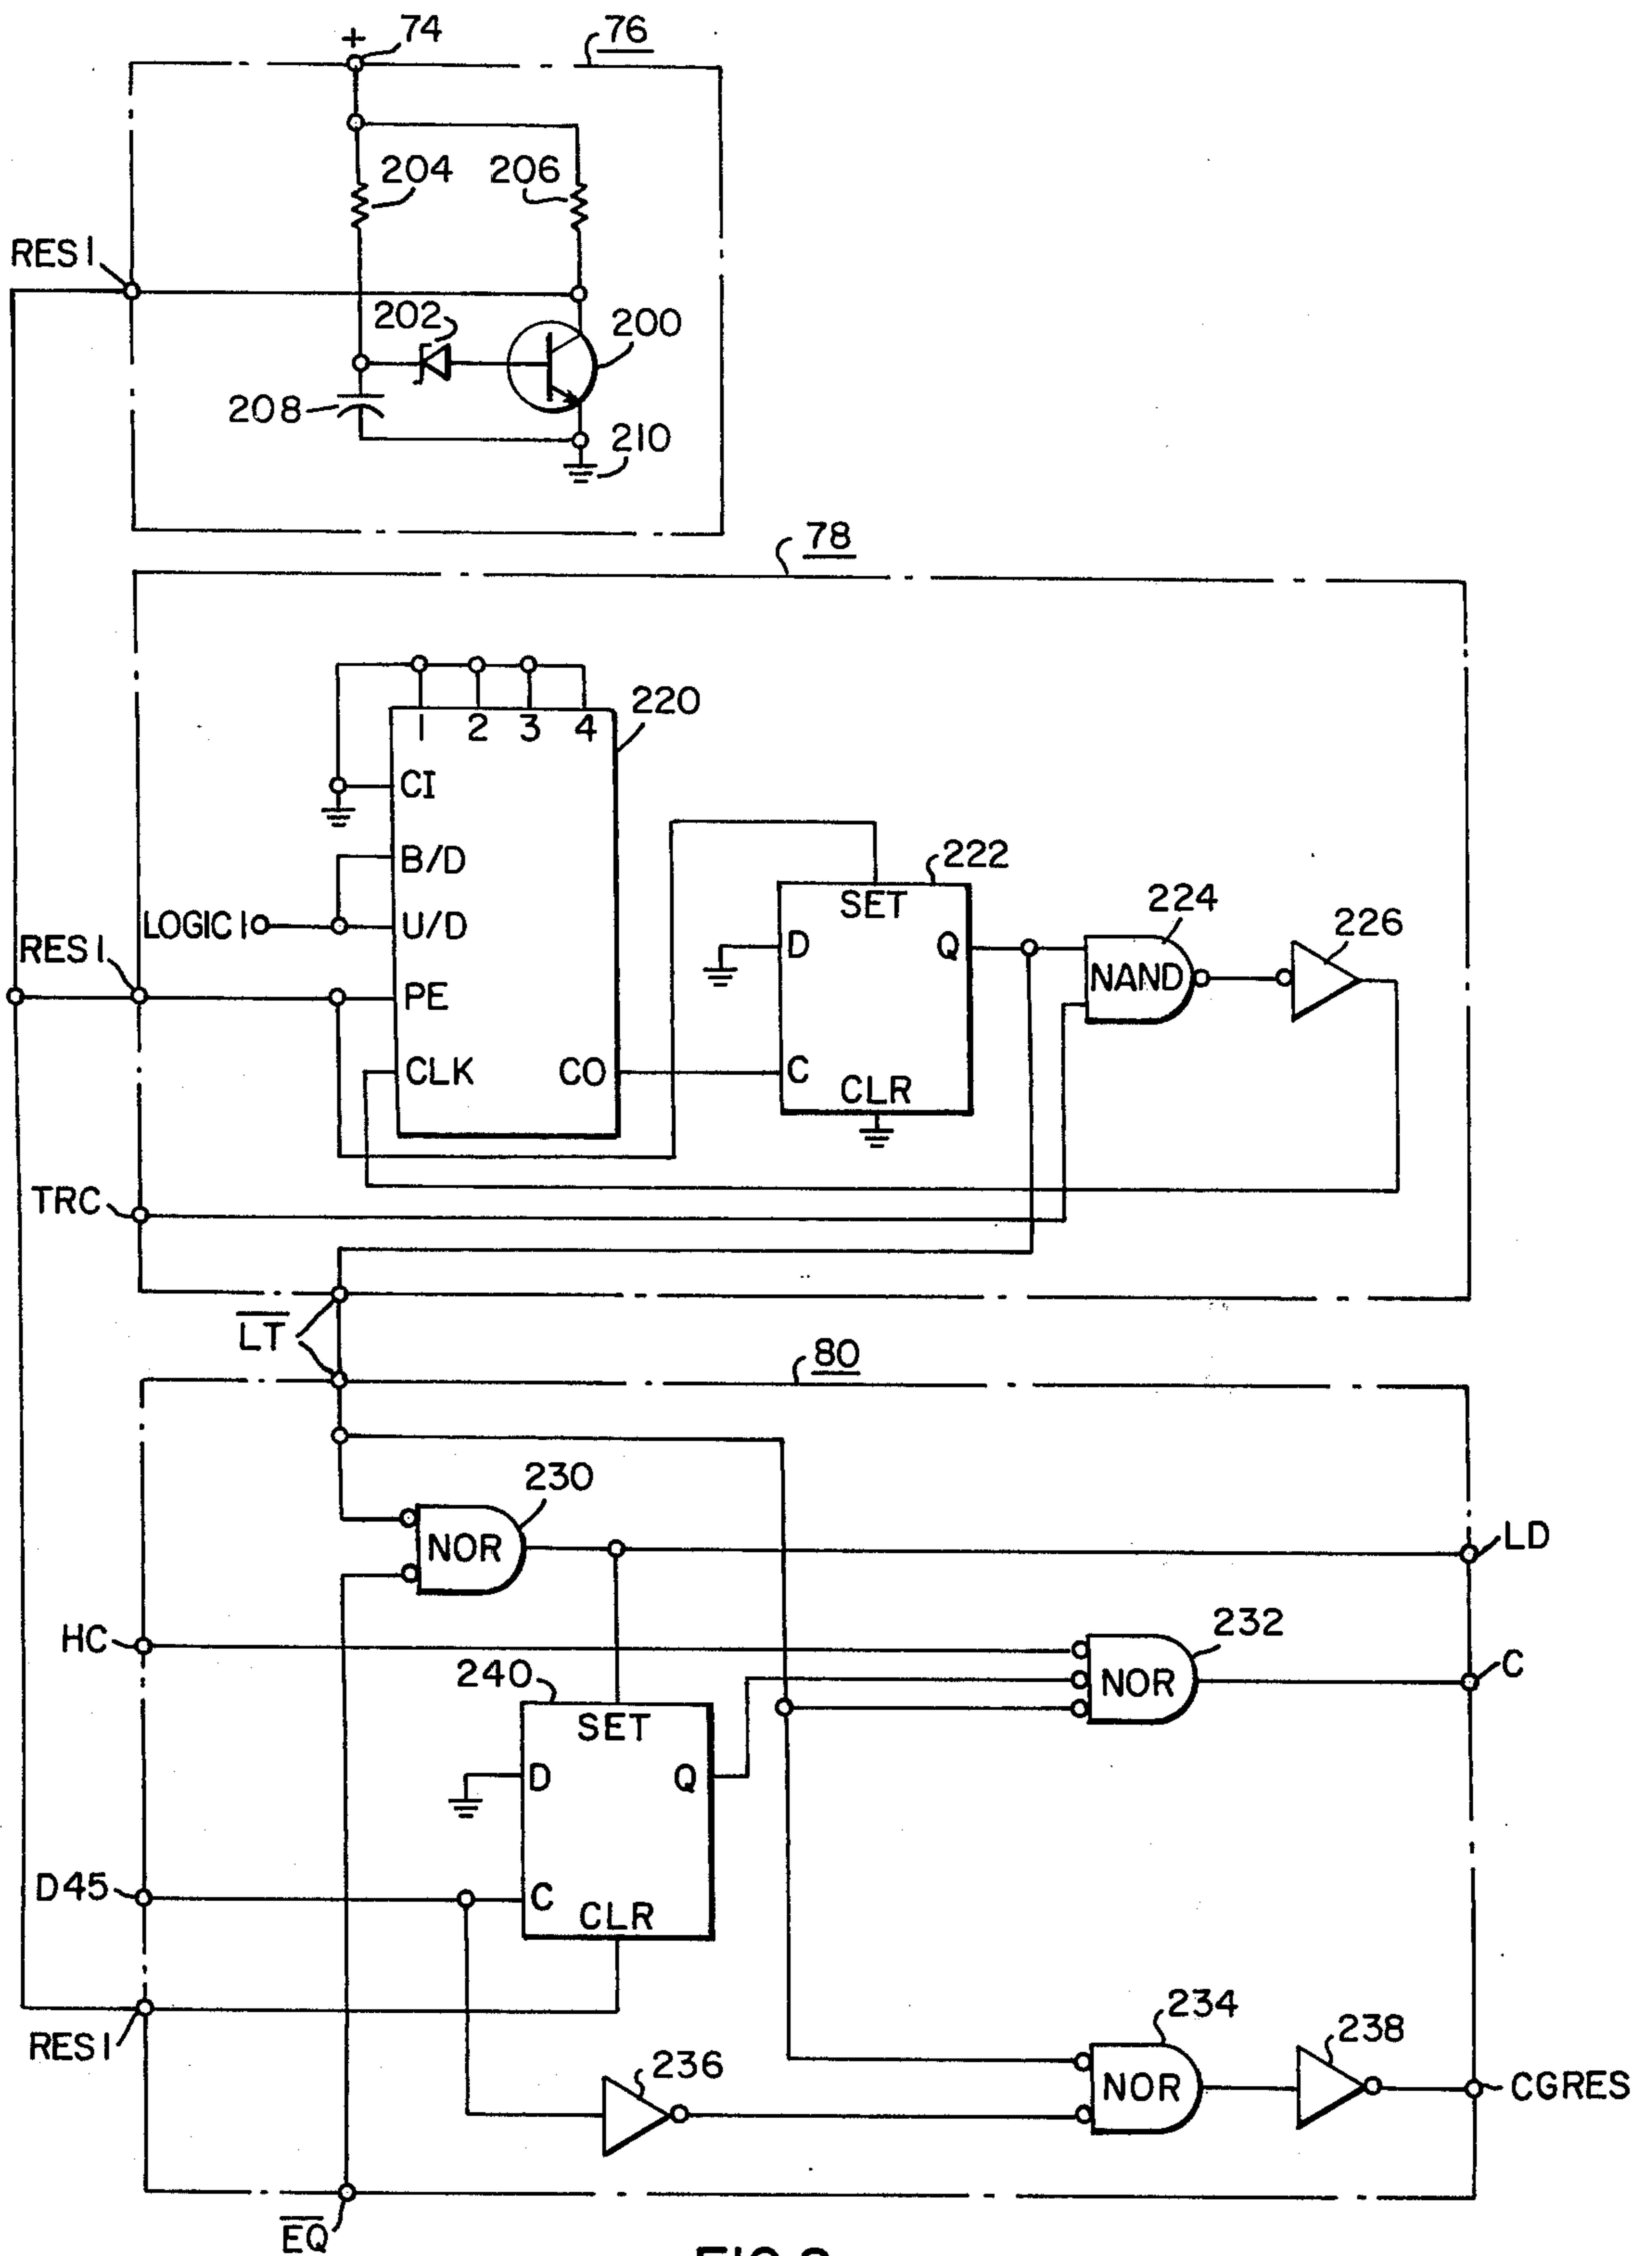 + 74 76
204 206
RES1
202 200
208
210
78
1 2 3 4 220
CI
B/D
222
SET
LOGIC 1 U/D
D Q
224
NAND
226
RES1
PE
CLK CO
C
CLR
TRC
LT
80
230
NOR
LD
HC
232
NOR
C
240
SET
D Q
D45
C
CLR
RES1
234
NOR
238
236
CGRES
EQ